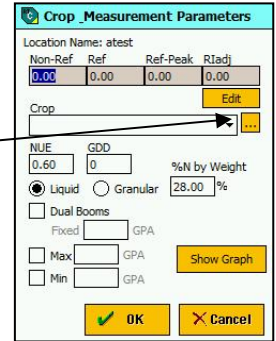 Crop _Measurement Parameters
Location Name: atest
Non-Ref Ref Ref-Peak RIadj
0.00 0.00 0.00 0.00
Edit
Crop
...
NUE GDD
0.60 0 %N by Weight
Liquid Granular 28.00 %
Dual Booms
Fixed GPA
Max GPA Show Graph
Min GPA
OK Cancel